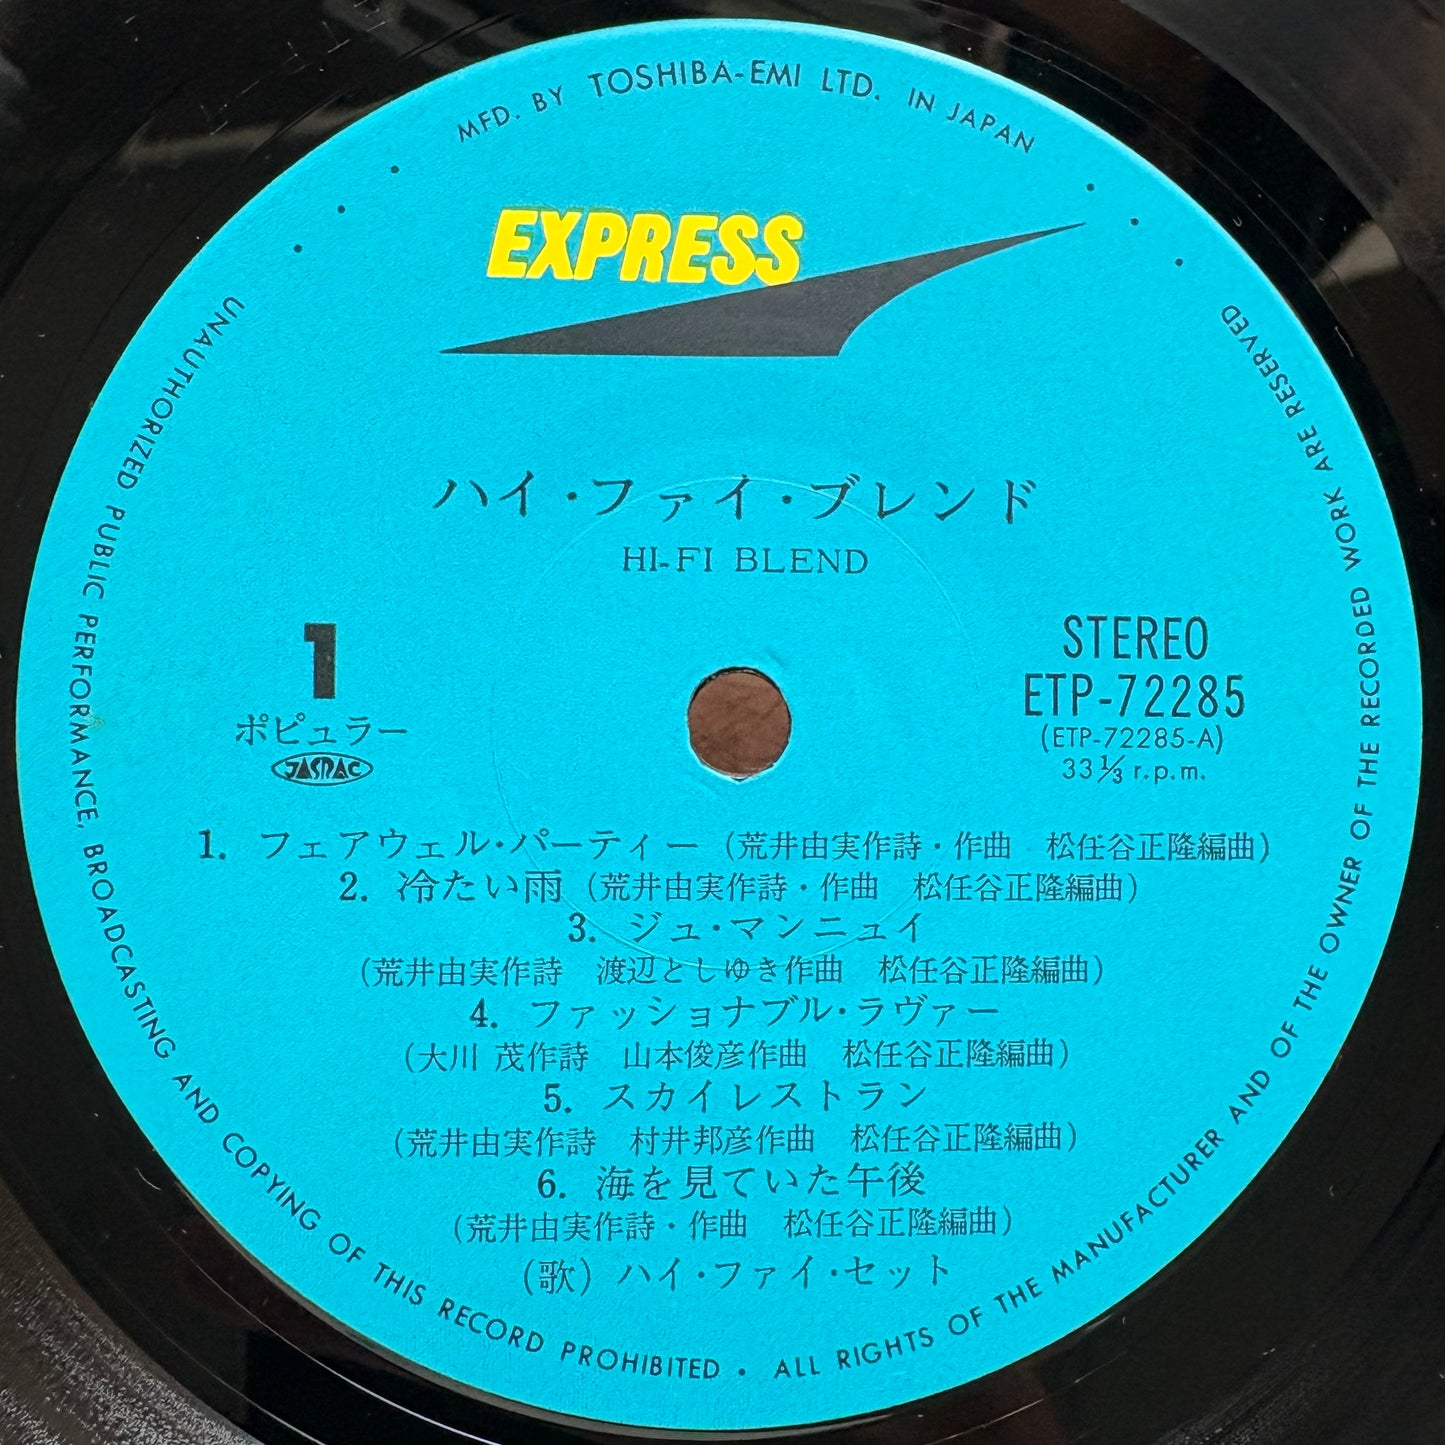 MFD. BY TOSHIBA-EMI LTD. IN JAPAN
EXPRESS
ハイ・ファイ・ブレンド
HI-FI BLEND
1
ポピュラー
JASRAC
STEREO
ETP-72285
(ETP-72285-A)
33 1/3 r.p.m.
1. フェアウェル・パーティー (荒井由実作詩・作曲 松任谷正隆編曲)
2. 冷たい雨 (荒井由実作詩・作曲 松任谷正隆編曲)
3. ジュ・マンニュイ
(荒井由実作詩 渡辺としゆき作曲 松任谷正隆編曲)
4. ファッショナブル・ラヴァー
(大川 茂作詩 山本俊彦作曲 松任谷正隆編曲)
5. スカイレストラン
(荒井由実作詩 村井邦彦作曲 松任谷正隆編曲)
6. 海を見ていた午後
(荒井由実作詩・作曲 松任谷正隆編曲)
(歌) ハイ・ファイ・セット
UNAUTHORIZED PUBLIC PERFORMANCE, BROADCASTING AND COPYING OF THIS RECORD PROHIBITED • ALL RIGHTS OF THE MANUFACTURER AND OF THE OWNER OF THE RECORDED WORK ARE RESERVED